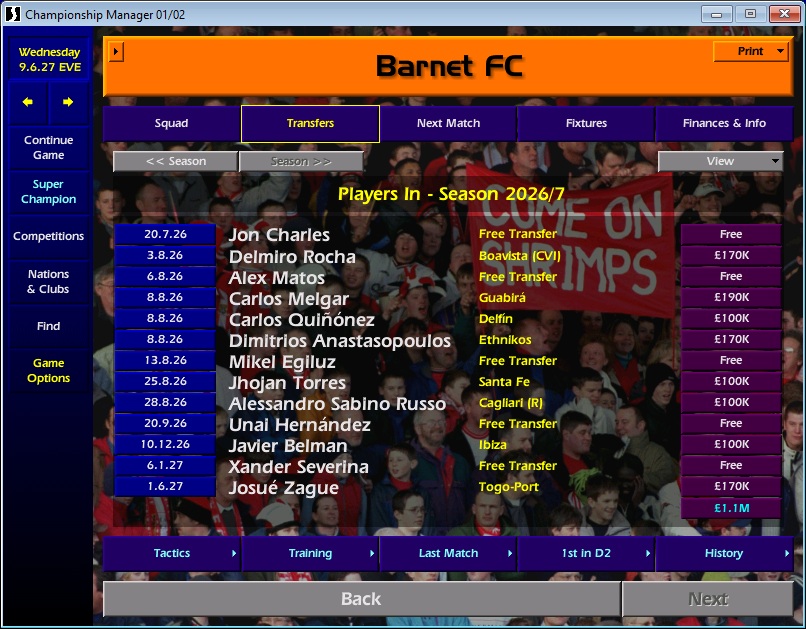 Championship Manager 01/02
Wednesday
9.6.27 EVE
Barnet FC
Print
Squad
Transfers
Next Match
Fixtures
Finances & Info
Continue
Game
Super
Champion
Competitions
Nations
& Clubs
Find
Game
Options
<< Season
Season >>
View
Players In - Season 2026/7
COME ON
SHRIMPS
20.7.26 Jon Charles Free Transfer Free
3.8.26 Delmiro Rocha Boavista (CVI) £170K
6.8.26 Alex Matos Free Transfer Free
8.8.26 Carlos Melgar Guabirá £190K
8.8.26 Carlos Quiñónez Delfín £100K
8.8.26 Dimitrios Anastasopoulos Ethnikos £170K
13.8.26 Mikel Egiluz Free Transfer Free
25.8.26 Jhojan Torres Santa Fe £100K
28.8.26 Alessandro Sabino Russo Cagliari (R) £100K
20.9.26 Unai Hernández Free Transfer Free
10.12.26 Javier Belman Ibiza £100K
6.1.27 Xander Severina Free Transfer Free
1.6.27 Josué Zague Togo-Port £170K
£1.1M
Tactics
Training
Last Match
1st in D2
History
Back
Next